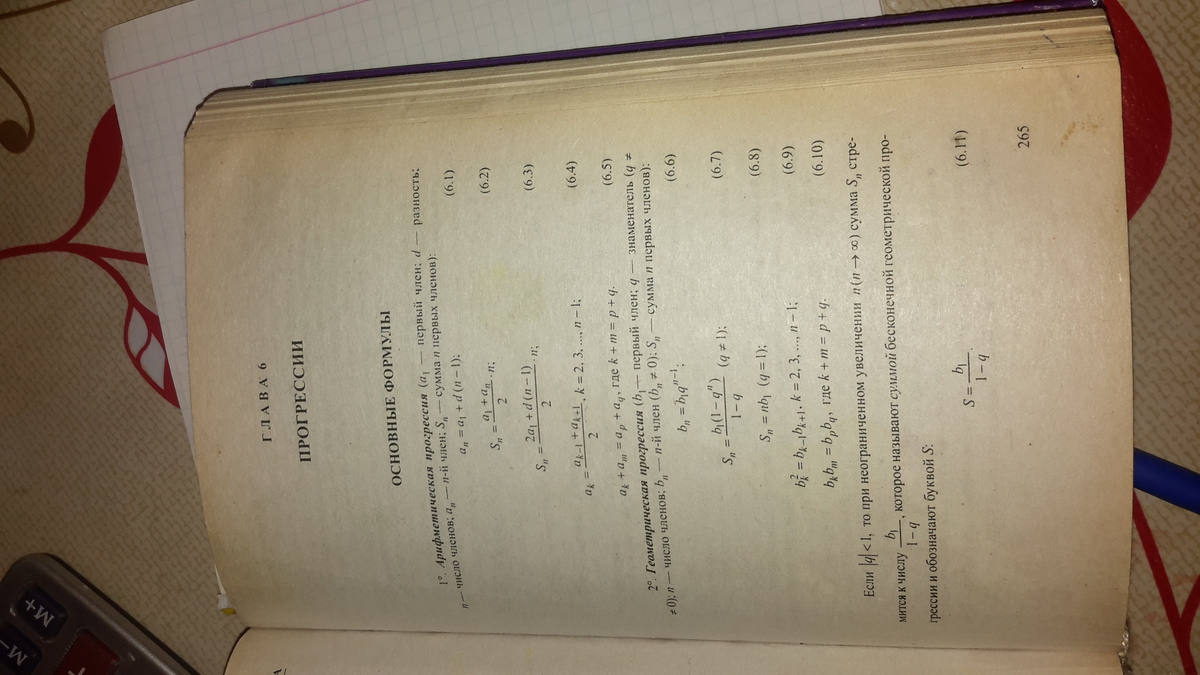 ГЛАВА 6
ПРОГРЕССИИ
ОСНОВНЫЕ ФОРМУЛЫ
1°. Арифметическая прогрессия (a₁ — первый член; d — разность;
n — число членов; aₙ — n-й член; Sₙ — сумма n первых членов):
aₙ = a₁ + d(n − 1); (6.1)
Sₙ = (a₁ + aₙ)/2 · n; (6.2)
Sₙ = (2a₁ + d(n − 1))/2 · n; (6.3)
aₖ = (aₖ₋₁ + aₖ₊₁)/2, k = 2, 3, ..., n − 1; (6.4)
aₖ + aₘ = aₚ + a_q, где k + m = p + q. (6.5)
2°. Геометрическая прогрессия (b₁ — первый член; q — знаменатель (q ≠
≠ 0); n — число членов; bₙ — n-й член (bₙ ≠ 0); Sₙ — сумма n первых членов):
bₙ = b₁qⁿ⁻¹; (6.6)
Sₙ = b₁(1 − qⁿ)/(1 − q) (q ≠ 1); (6.7)
Sₙ = nb₁ (q = 1); (6.8)
bₖ² = bₖ₋₁bₖ₊₁, k = 2, 3, ..., n − 1; (6.9)
bₖbₘ = bₚb_q, где k + m = p + q. (6.10)
Если |q| < 1, то при неограниченном увеличении n (n → ∞) сумма Sₙ стре-
мится к числу b₁/(1 − q), которое называют суммой бесконечной геометрической про-
грессии и обозначают буквой S:
S = b₁/(1 − q). (6.11)
265
M+
M−